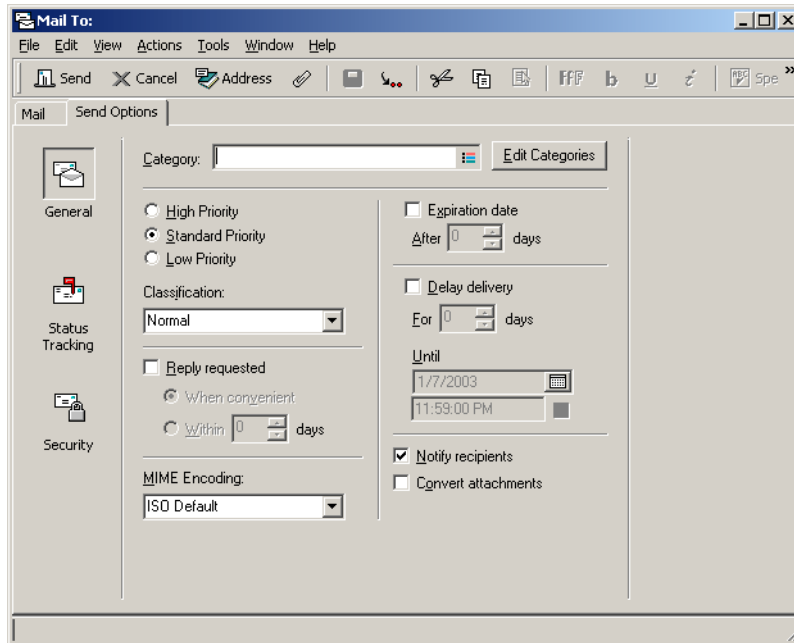 Mail To:
File Edit View Actions Tools Window Help
Send Cancel Address FfF b u i ABC Spe »
Mail Send Options
General
Status
Tracking
Security
Category: Edit Categories
High Priority
Standard Priority
Low Priority
Classification:
Normal
Reply requested
When convenient
Within 0 days
MIME Encoding:
ISO Default
Expiration date
After 0 days
Delay delivery
For 0 days
Until
1/7/2003
11:59:00 PM
Notify recipients
Convert attachments